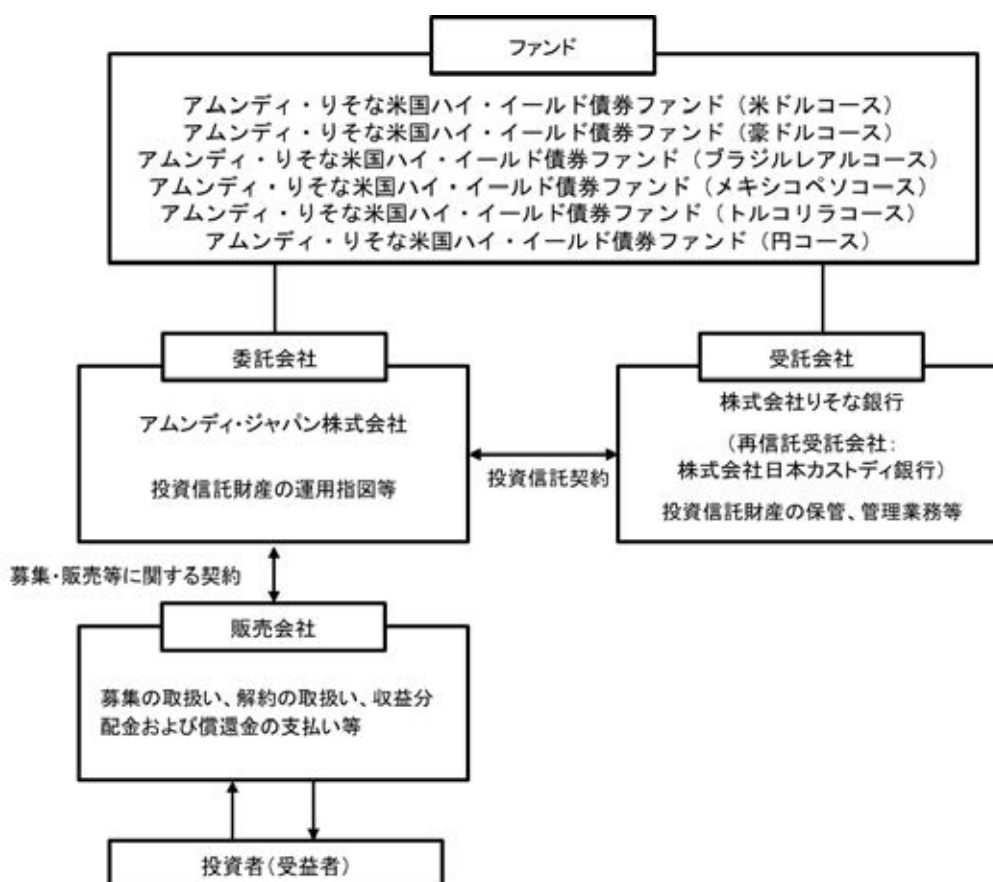 ファンド
アムンディ・りそな米国ハイ・イールド債券ファンド（米ドルコース）
アムンディ・りそな米国ハイ・イールド債券ファンド（豪ドルコース）
アムンディ・りそな米国ハイ・イールド債券ファンド（ブラジルレアルコース）
アムンディ・りそな米国ハイ・イールド債券ファンド（メキシコペソコース）
アムンディ・りそな米国ハイ・イールド債券ファンド（トルコリラコース）
アムンディ・りそな米国ハイ・イールド債券ファンド（円コース）
委託会社
アムンディ・ジャパン株式会社
投資信託財産の運用指図等
投資信託契約
受託会社
株式会社りそな銀行
（再信託受託会社：
株式会社日本カストディ銀行）
投資信託財産の保管、管理業務等
募集・販売等に関する契約
販売会社
募集の取扱い、解約の取扱い、収益分
配金および償還金の支払い等
投資者（受益者）